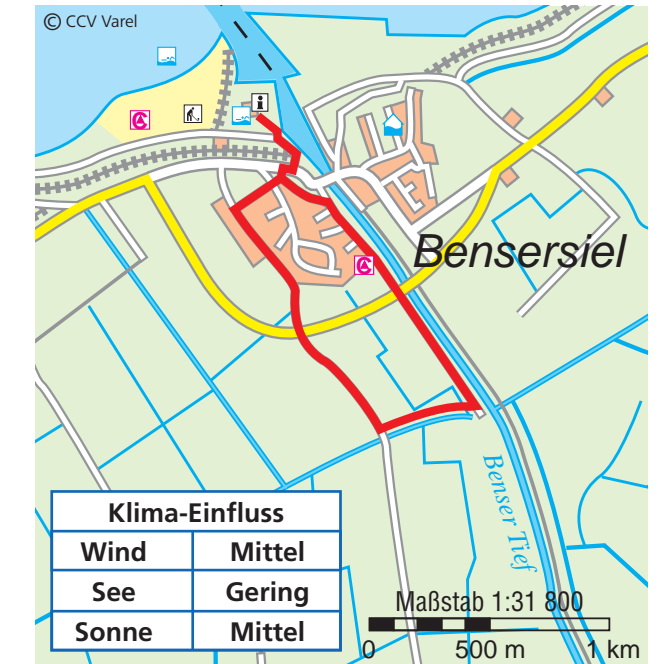 © CCV Varel
i
Bensersiel
Benser Tief
Klima-Einfluss
Wind Mittel
See Gering
Sonne Mittel
Maßstab 1:31 800
0 500 m 1 km